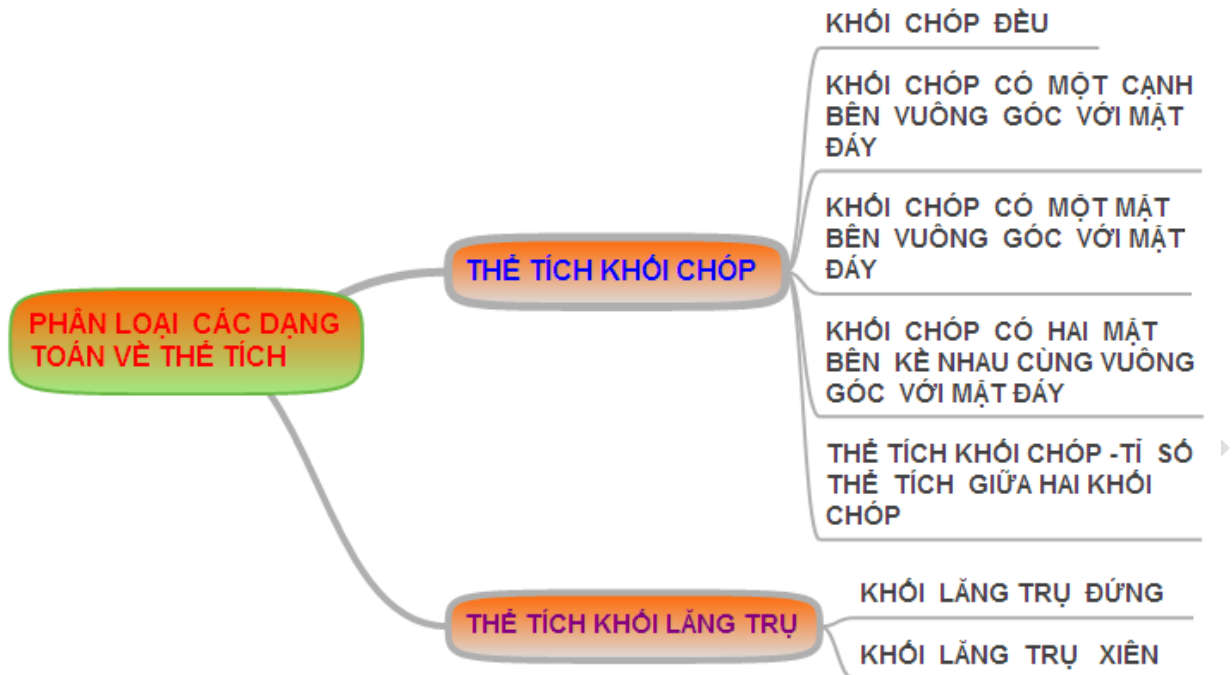 PHÂN LOẠI CÁC DẠNG
TOÁN VỀ THỂ TÍCH
THỂ TÍCH KHỐI CHÓP
KHỐI CHÓP ĐỀU
KHỐI CHÓP CÓ MỘT CẠNH
BÊN VUÔNG GÓC VỚI MẶT
ĐÁY
KHỐI CHÓP CÓ MỘT MẶT
BÊN VUÔNG GÓC VỚI MẶT
ĐÁY
KHỐI CHÓP CÓ HAI MẶT
BÊN KỀ NHAU CÙNG VUÔNG
GÓC VỚI MẶT ĐÁY
THỂ TÍCH KHỐI CHÓP -TỈ SỐ
THỂ TÍCH GIỮA HAI KHỐI
CHÓP
THỂ TÍCH KHỐI LĂNG TRỤ
KHỐI LĂNG TRỤ ĐỨNG
KHỐI LĂNG TRỤ XIÊN